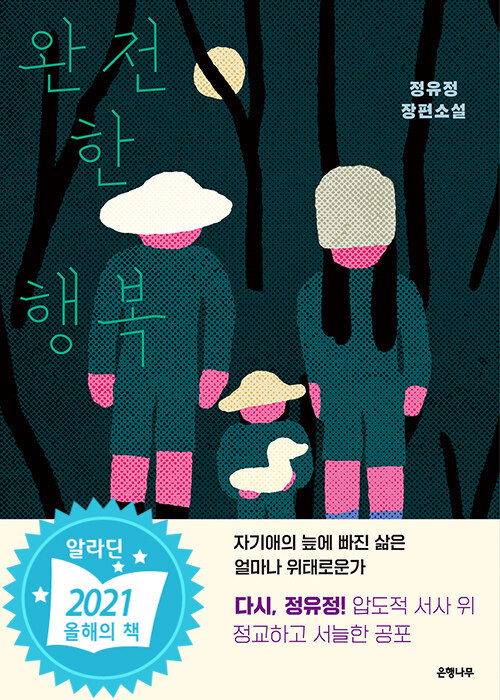 완전
한
행복
정유정
장편소설
자기애의 늪에 빠진 삶은
얼마나 위태로운가
다시, 정유정! 압도적 서사 위
정교하고 서늘한 공포
은행나무
알라딘
2021
올해의 책